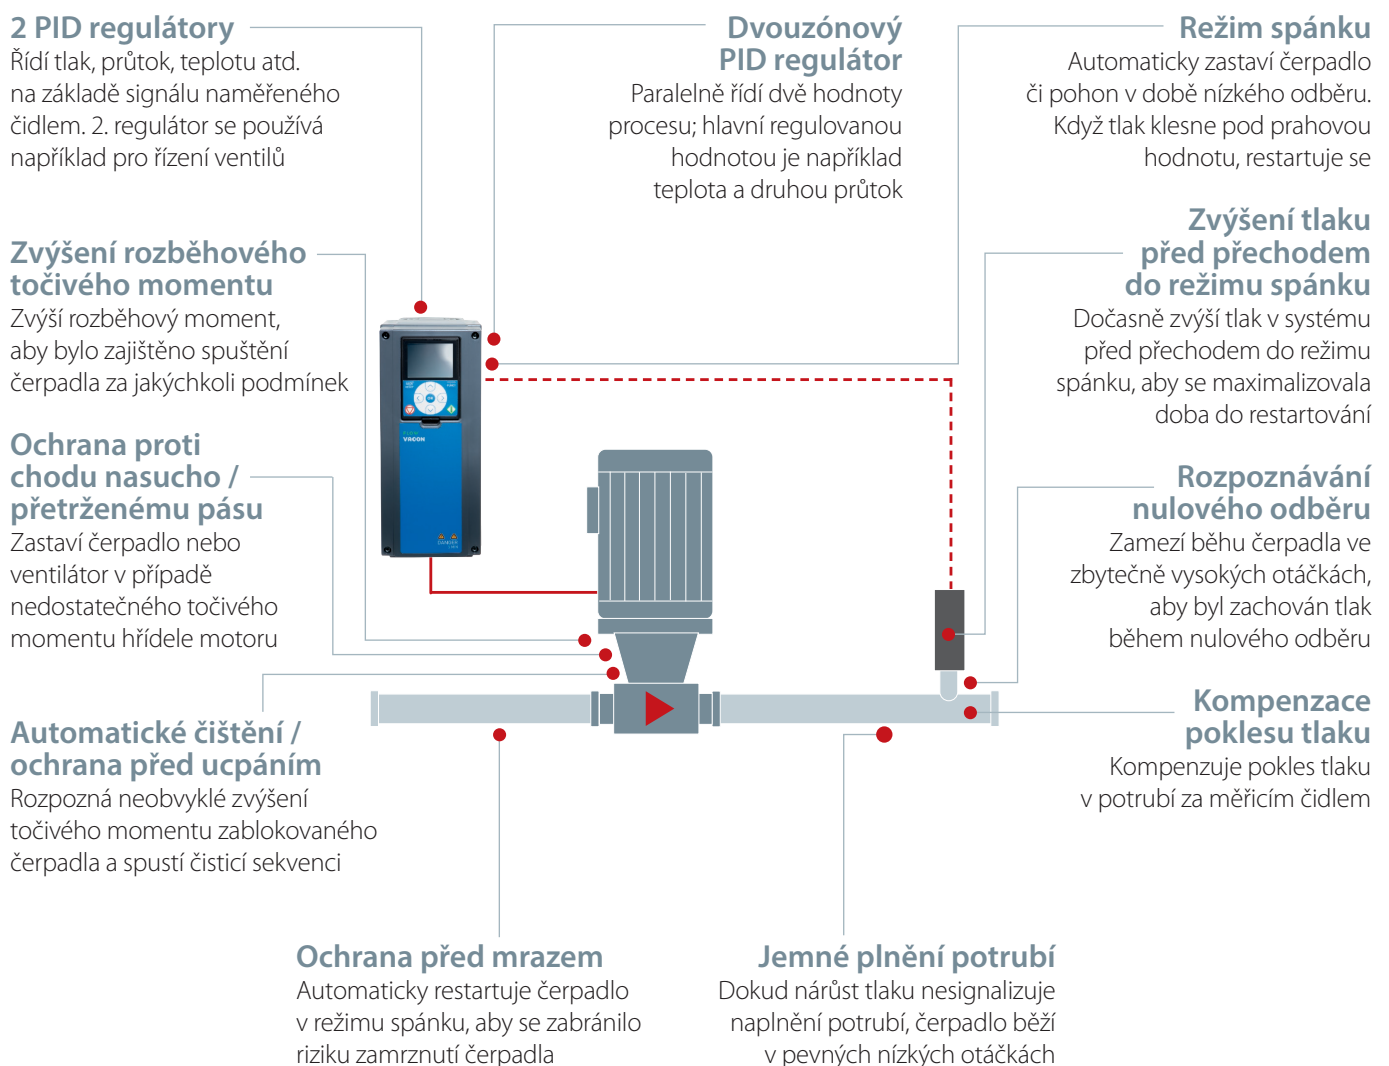 2 PID regulátory
Řídí tlak, průtok, teplotu atd.
na základě signálu naměřeného
čidlem. 2. regulátor se používá
například pro řízení ventilů
Dvouzónový
PID regulátor
Paralelně řídí dvě hodnoty
procesu; hlavní regulovanou
hodnotou je například
teplota a druhou průtok
Režim spánku
Automaticky zastaví čerpadlo
či pohon v době nízkého odběru.
Když tlak klesne pod prahovou
hodnotu, restartuje se
Zvýšení rozběhového
točivého momentu
Zvýší rozběhový moment,
aby bylo zajištěno spuštění
čerpadla za jakýchkoli podmínek
Zvýšení tlaku
před přechodem
do režimu spánku
Dočasně zvýší tlak v systému
před přechodem do režimu
spánku, aby se maximalizovala
doba do restartování
Ochrana proti
chodu nasucho /
přetrženému pásu
Zastaví čerpadlo nebo
ventilátor v případě
nedostatečného točivého
momentu hřídele motoru
VACON
DANGER
Rozpoznávání
nulového odběru
Zamezí běhu čerpadla ve
zbytečně vysokých otáčkách,
aby byl zachován tlak
během nulového odběru
Automatické čištění /
ochrana před ucpáním
Rozpozná neobvyklé zvýšení
točivého momentu zablokovaného
čerpadla a spustí čisticí sekvenci
Kompenzace
poklesu tlaku
Kompenzuje pokles tlaku
v potrubí za měřicím čidlem
Ochrana před mrazem
Automaticky restartuje čerpadlo
v režimu spánku, aby se zabránilo
riziku zamrznutí čerpadla
Jemné plnění potrubí
Dokud nárůst tlaku nesignalizuje
naplnění potrubí, čerpadlo běží
v pevných nízkých otáčkách